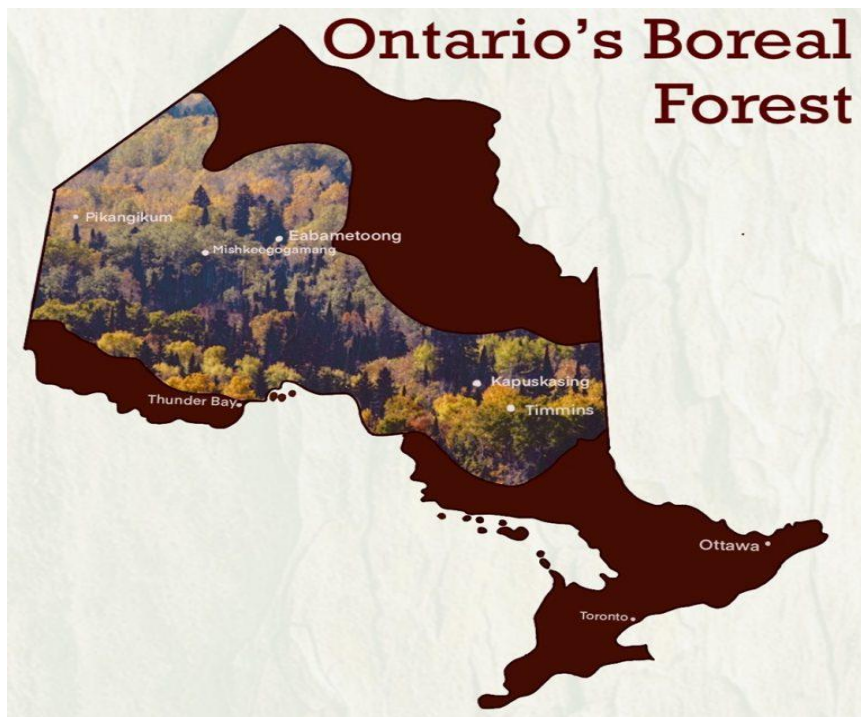 Ontario’s Boreal
Forest
Pikangikum
Eabametoong
Mishkeegogamang
Kapuskasing
Thunder Bay
Timmins
Ottawa
Toronto